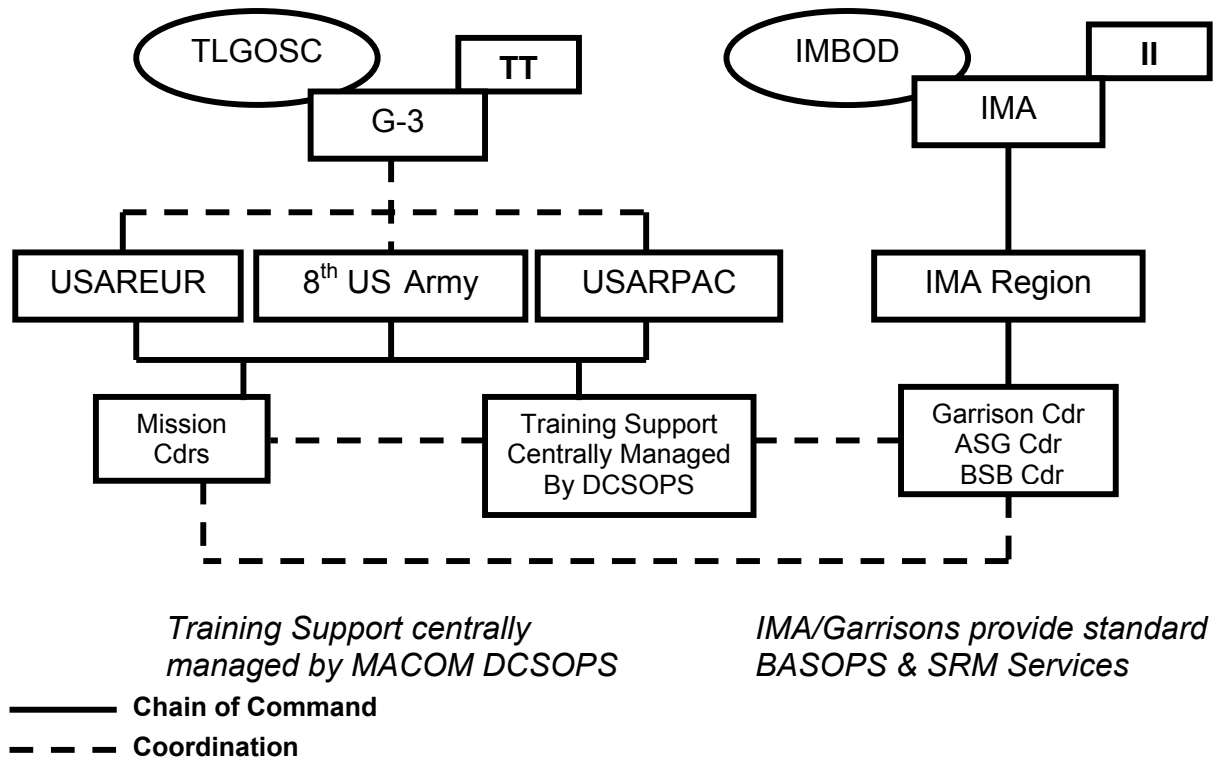 TLGOSC
TT
G-3
IMBOD
II
IMA
USAREUR
8th US Army
USARPAC
IMA Region
Mission
Cdrs
Training Support
Centrally Managed
By DCSOPS
Garrison Cdr
ASG Cdr
BSB Cdr
Training Support centrally
managed by MACOM DCSOPS
IMA/Garrisons provide standard
BASOPS & SRM Services
Chain of Command
Coordination